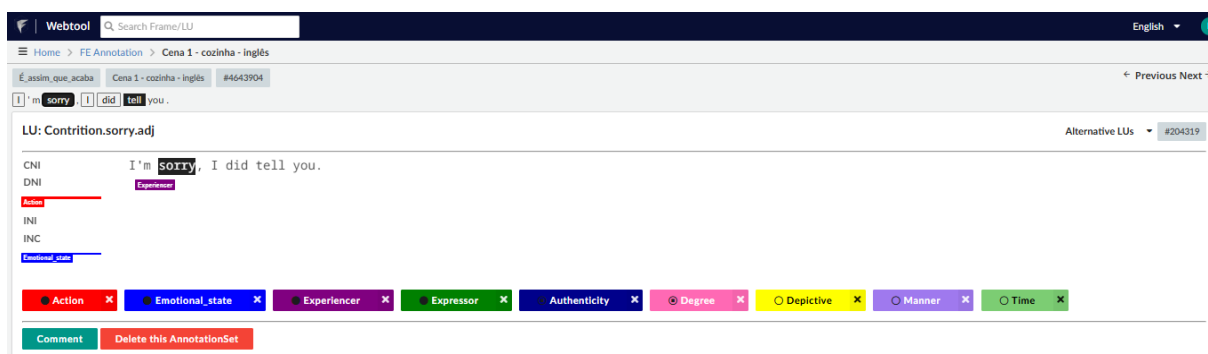 Webtool Search Frame/LU English
Home > FE Annotation > Cena 1 - cozinha - inglês
É_assim_que_acaba Cena 1 - cozinha - inglês #4643904 ← Previous Next
I ' m sorry , I did tell you .
LU: Contrition.sorry.adj Alternative LUs #204319
CNI I'm sorry, I did tell you.
DNI Experiencer
Action
INI
INC
Emotional_state
Action × Emotional_state × Experiencer × Expressor × Authenticity × Degree × Depictive × Manner × Time ×
Comment Delete this AnnotationSet